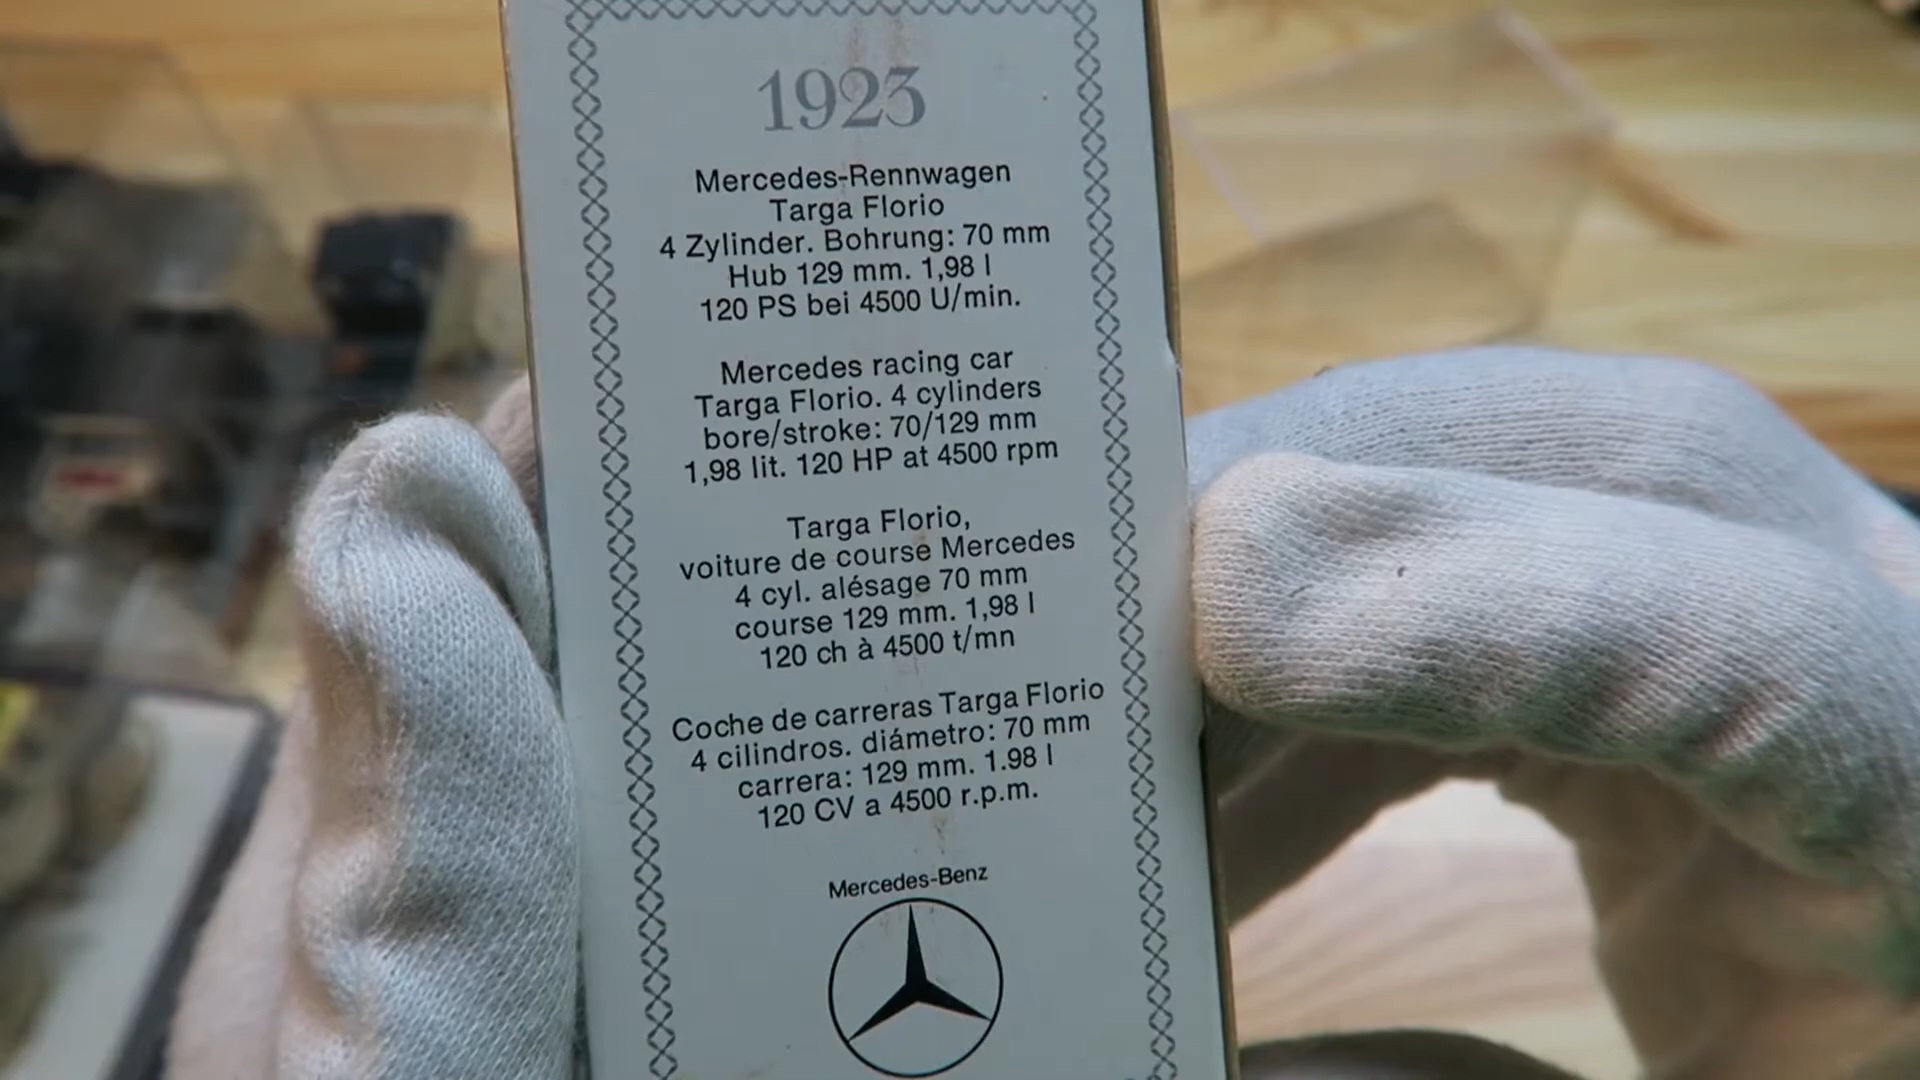 1923
Mercedes-Rennwagen
Targa Florio
4 Zylinder. Bohrung: 70 mm
Hub 129 mm. 1,98 l
120 PS bei 4500 U/min.
Mercedes racing car
Targa Florio. 4 cylinders
bore/stroke: 70/129 mm
1,98 lit. 120 HP at 4500 rpm
Targa Florio,
voiture de course Mercedes
4 cyl. alésage 70 mm
course 129 mm. 1,98 l
120 ch à 4500 t/mn
Coche de carreras Targa Florio
4 cilindros. diámetro: 70 mm
carrera: 129 mm. 1.98 l
120 CV a 4500 r.p.m.
Mercedes-Benz